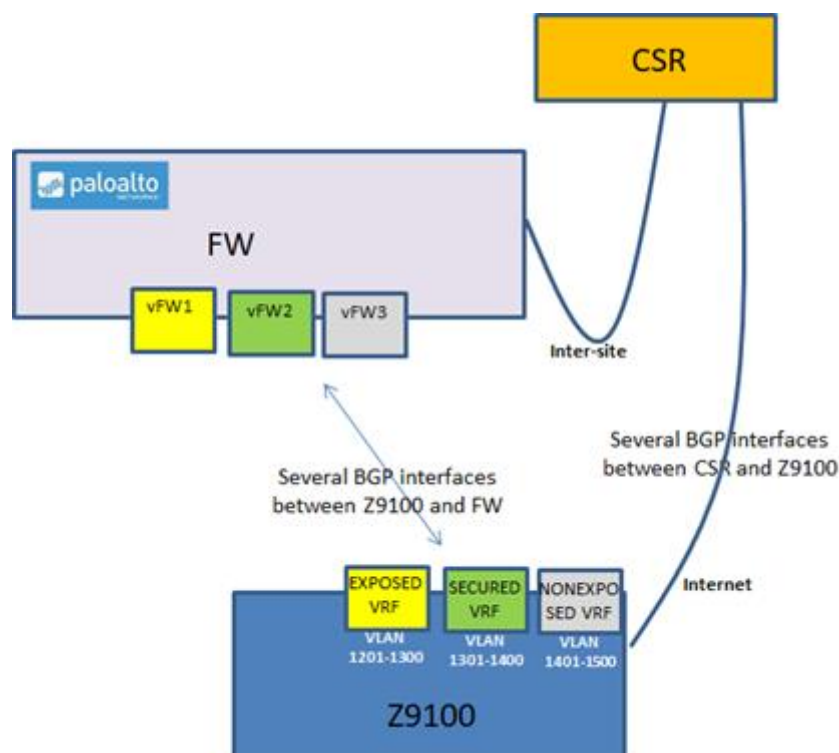 CSR
paloalto
NETWORKS
FW
vFW1
vFW2
vFW3
Inter-site
Several BGP interfaces
between CSR and Z9100
Several BGP interfaces
between Z9100 and FW
Internet
EXPOSED
VRF
SECURED
VRF
NONEXPO
SED VRF
VLAN
1201-1300
VLAN
1301-1400
VLAN
1401-1500
Z9100